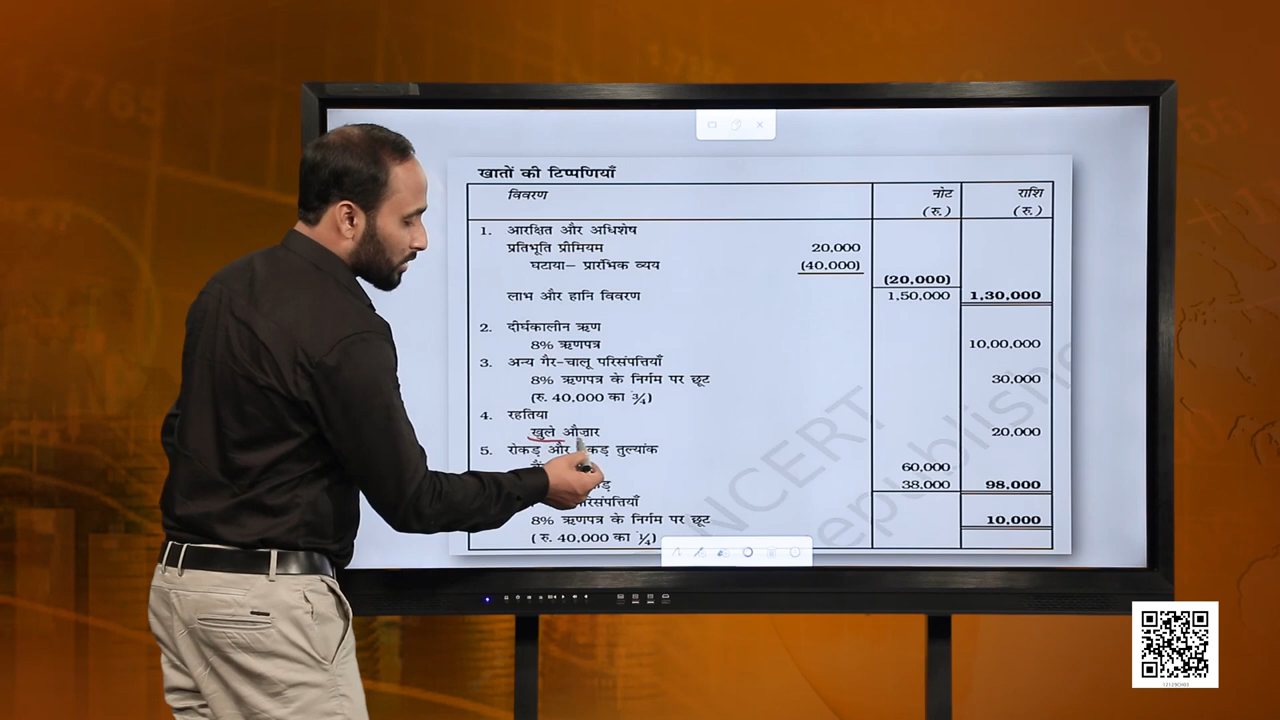 खातों की टिप्पणियाँ
विवरण नोट राशि
(रु.) (रु.)
1. आरक्षित और अधिशेष
प्रतिभूति प्रीमियम 20,000
घटाया– प्रारंभिक व्यय (40,000)
(20,000)
लाभ और हानि विवरण 1,50,000 1,30,000
2. दीर्घकालीन ऋण
8% ऋणपत्र 10,00,000
3. अन्य गैर-चालू परिसंपत्तियाँ
8% ऋणपत्र के निर्गम पर छूट 30,000
(रु. 40,000 का ¾)
4. रहतिया
खुले औज़ार 20,000
5. रोकड़ और तुल्यांक
60,000
38,000 98,000
8% ऋणपत्र के निर्गम पर छूट 10,000
(रु. 40,000 का ¼)
NCERT
republishe
12129CH03